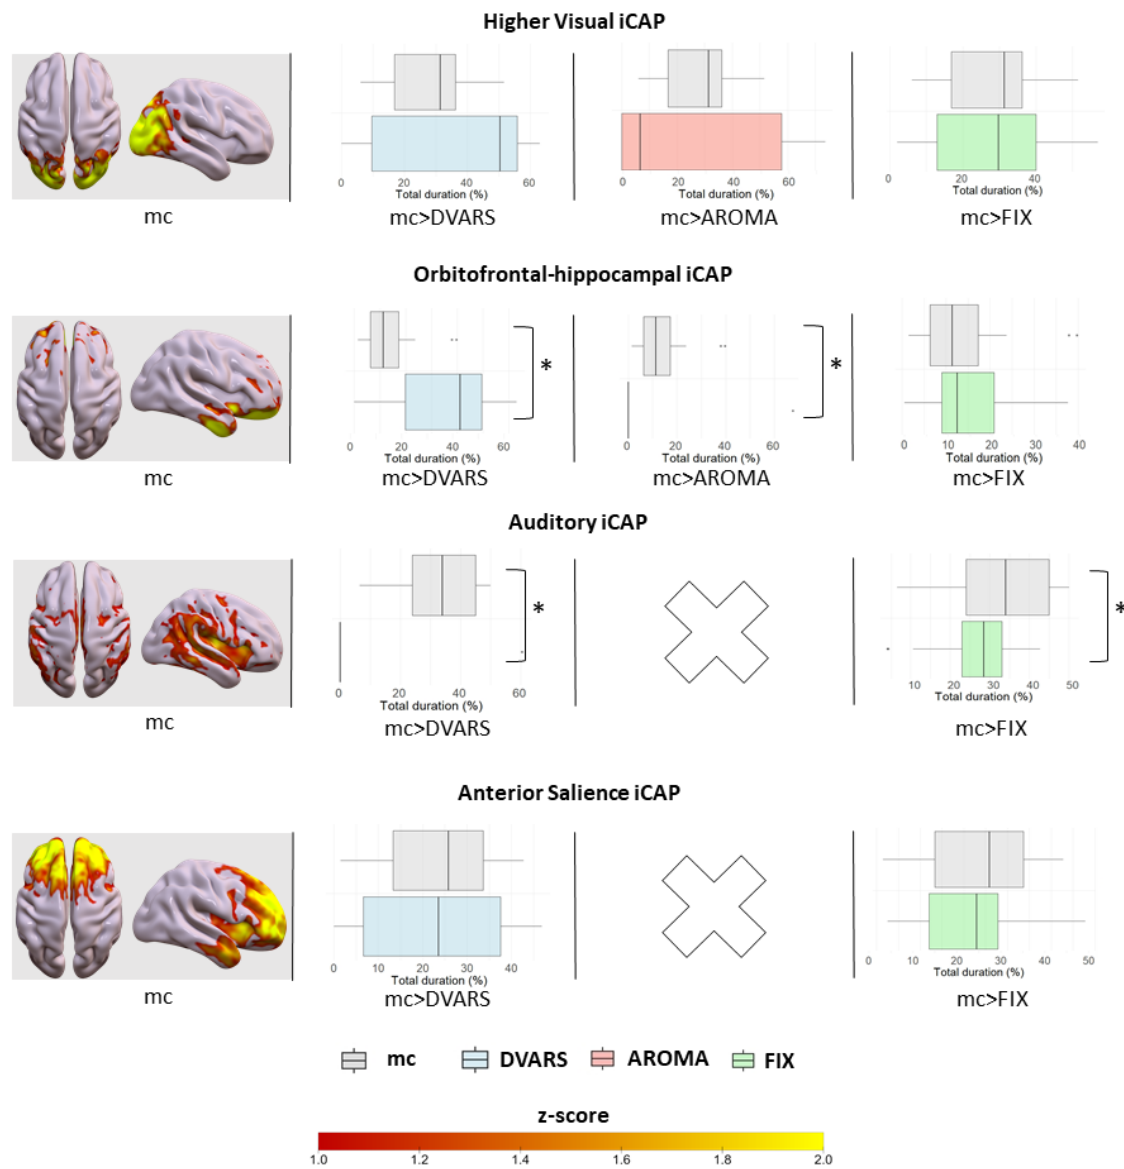 Higher Visual iCAP
0 20 40 60
0 20 40 60
0 20 40
Total duration (%)
Total duration (%)
Total duration (%)
mc
mc>DVARS
mc>AROMA
mc>FIX
Orbitofrontal-hippocampal iCAP
*
*
0 20 40 60
0 20 40 60
0 10 20 30 40
Total duration (%)
Total duration (%)
Total duration (%)
mc
mc>DVARS
mc>AROMA
mc>FIX
Auditory iCAP
*
*
0 20 40 60
10 20 30 40 50
Total duration (%)
Total duration (%)
mc
mc>DVARS
mc>FIX
Anterior Salience iCAP
0 10 20 30 40
0 10 20 30 40 50
Total duration (%)
Total duration (%)
mc
mc>DVARS
mc>FIX
mc DVARS AROMA FIX
z-score
1.0 1.2 1.4 1.6 1.8 2.0